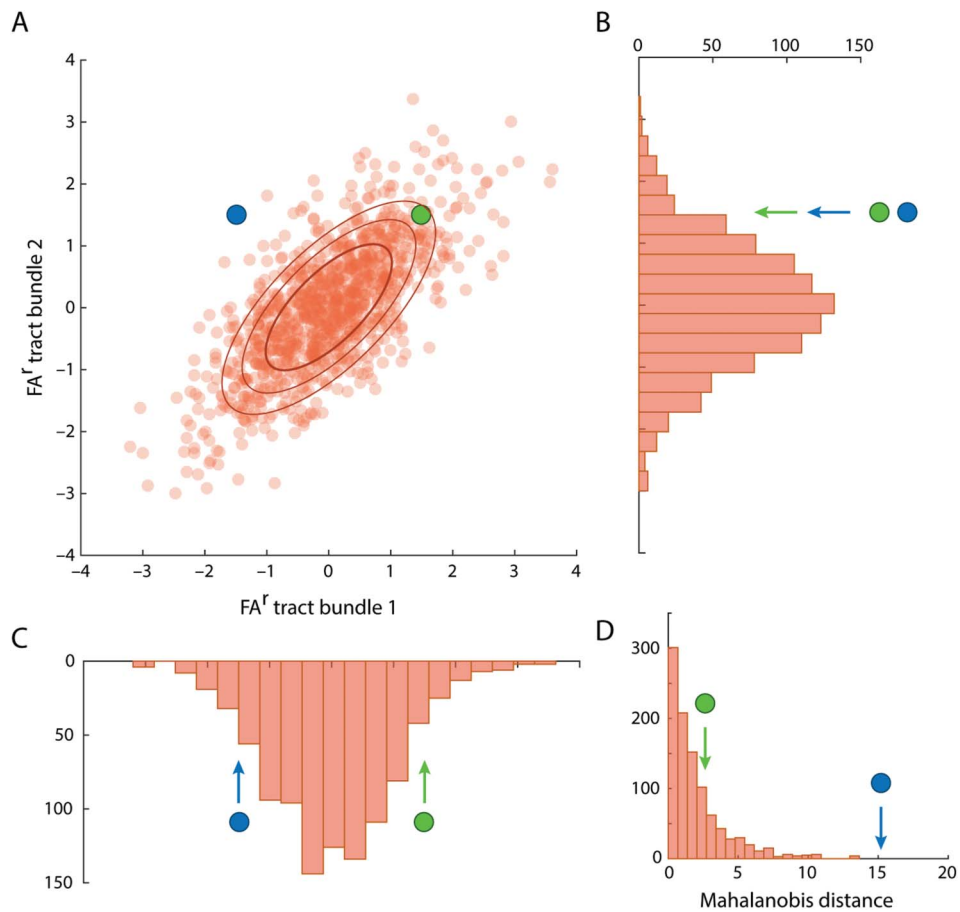 A
4
3
2
1
0
–1
–2
–3
–4
–4 –3 –2 –1 0 1 2 3 4
FAʳ tract bundle 2
FAʳ tract bundle 1
B
0 50 100 150
C
0
50
100
150
D
300
200
100
0
0 5 10 15 20
Mahalanobis distance